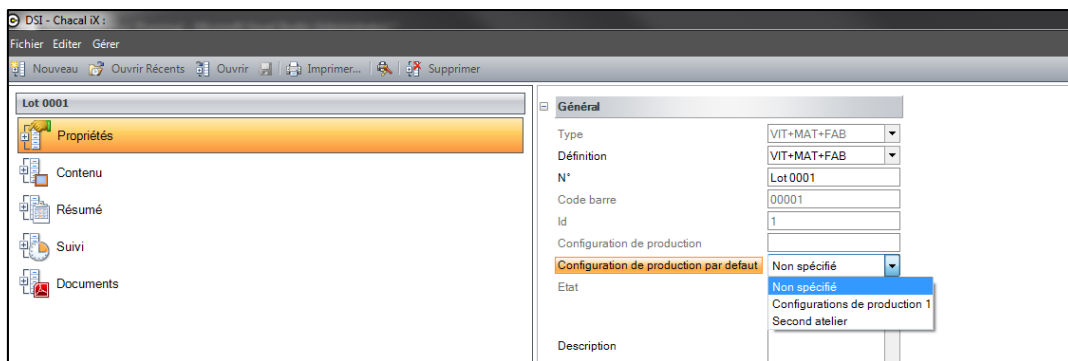 DSI - Chacal iX :
Fichier Editer Gérer
Nouveau Ouvrir Récents Ouvrir Imprimer... Supprimer
Lot 0001
Propriétés
Contenu
Résumé
Suivi
Documents
Général
Type VIT+MAT+FAB
Définition VIT+MAT+FAB
N° Lot 0001
Code barre 00001
Id 1
Configuration de production
Configuration de production par defaut Non spécifié
Etat Non spécifié
Configurations de production 1
Second atelier
Description